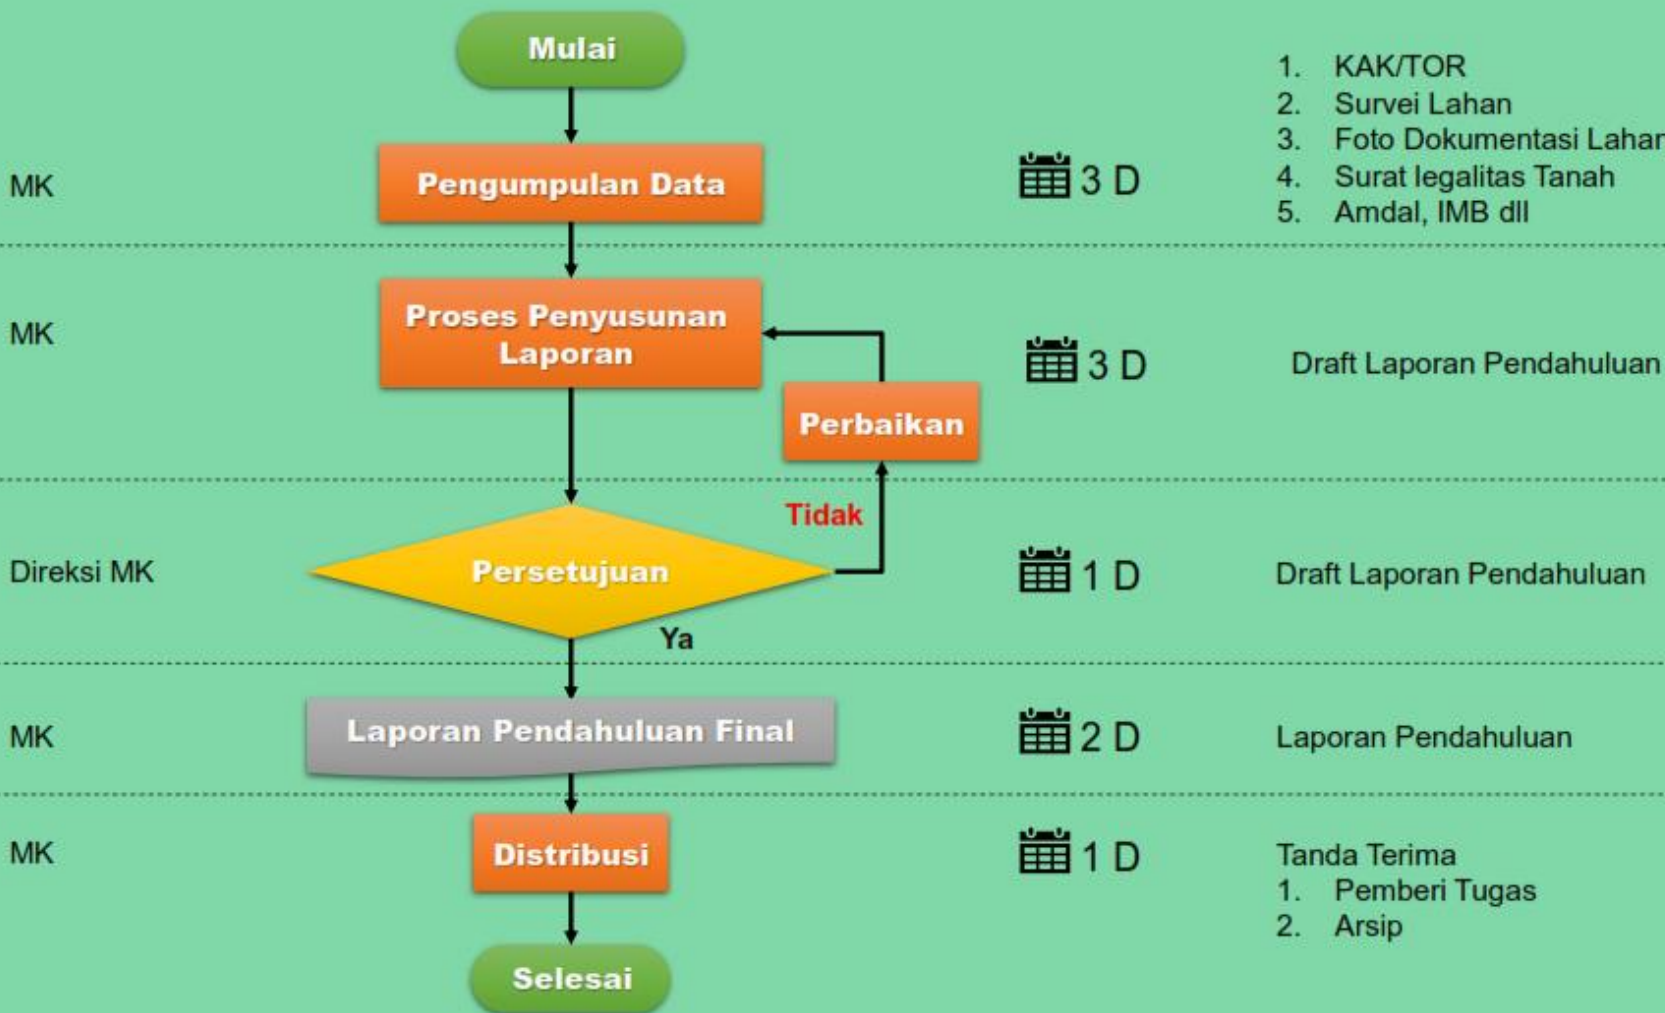 Mulai
1. KAK/TOR
2. Survei Lahan
3. Foto Dokumentasi Lahan
4. Surat legalitas Tanah
5. Amdal, IMB dll
MK
Pengumpulan Data
3 D
MK
Proses Penyusunan
Laporan
3 D
Draft Laporan Pendahuluan
Perbaikan
Tidak
Direksi MK
Persetujuan
1 D
Draft Laporan Pendahuluan
Ya
MK
Laporan Pendahuluan Final
2 D
Laporan Pendahuluan
MK
Distribusi
1 D
Tanda Terima
1. Pemberi Tugas
2. Arsip
Selesai